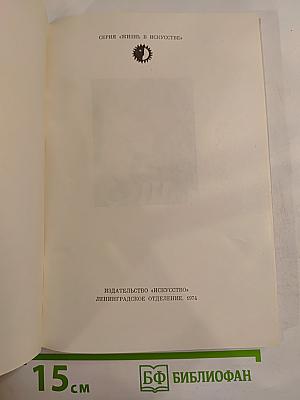 СЕРИЯ «ЖИЗНЬ В ИСКУССТВЕ»
ИЗДАТЕЛЬСТВО «ИСКУССТВО»
ЛЕНИНГРАДСКОЕ ОТДЕЛЕНИЕ. 1974
15 см
БФ БИБЛИОФАН